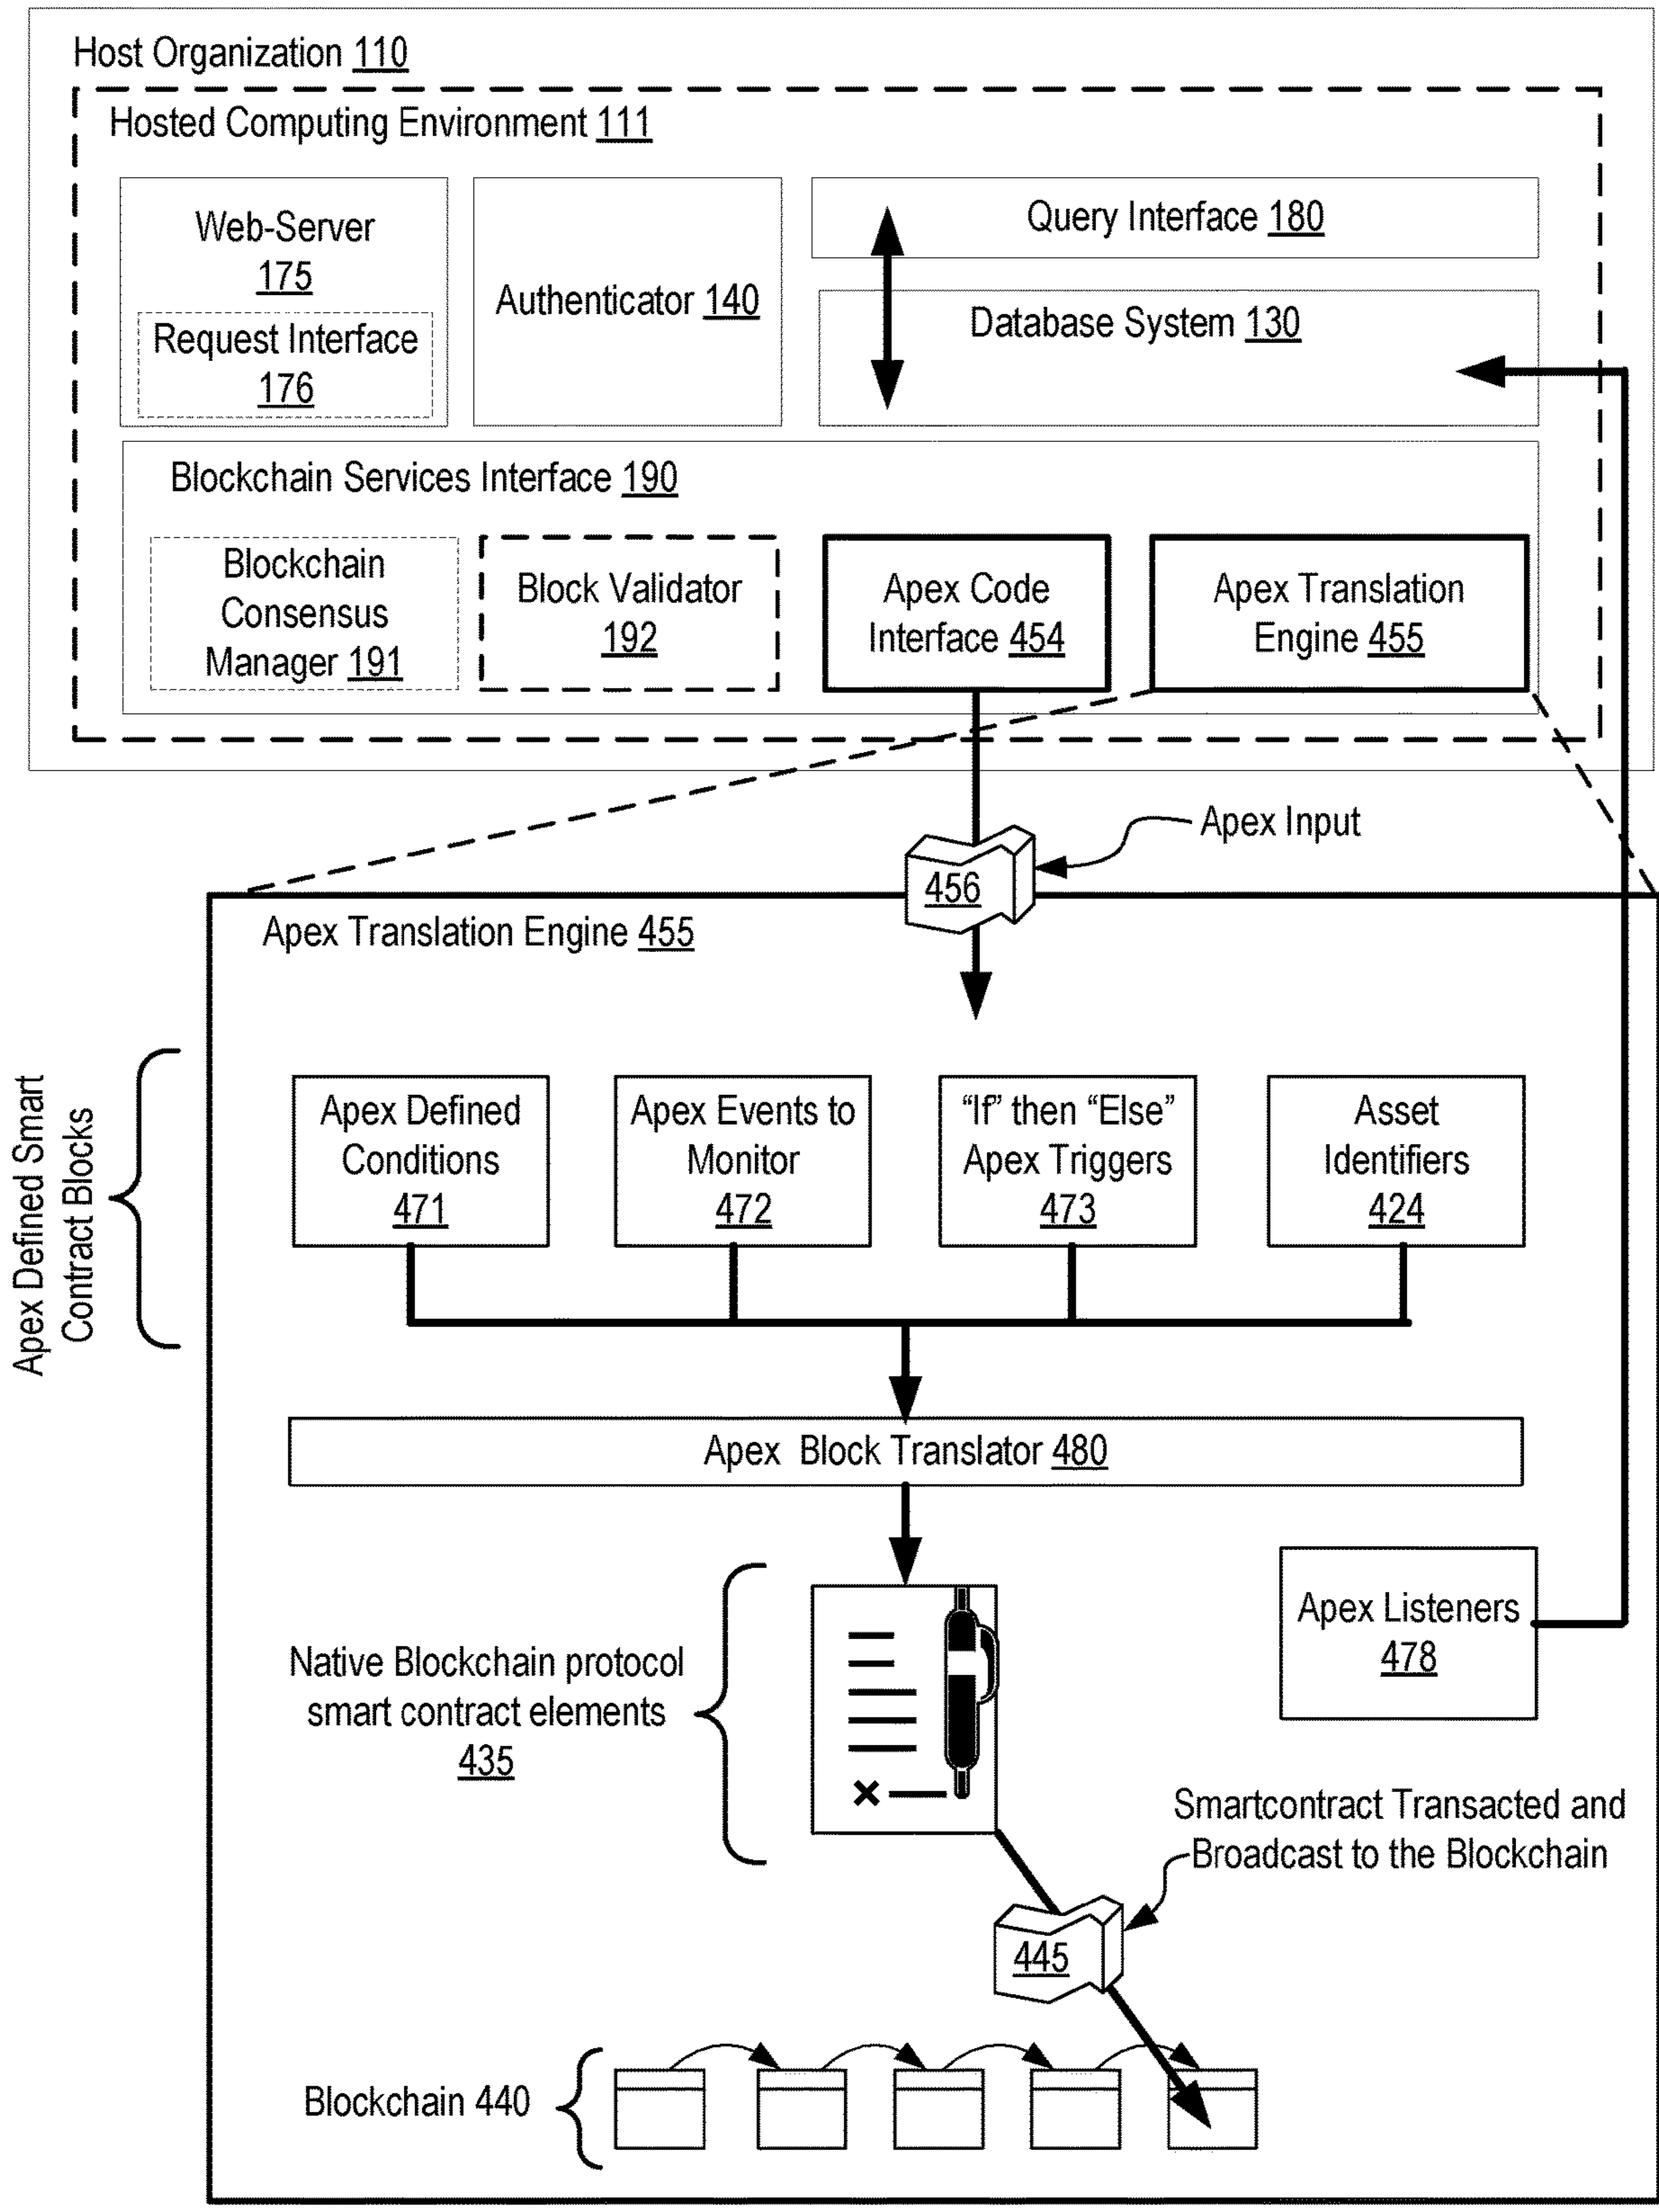 Host Organization 110
Hosted Computing Environment 111
Web-Server
175
Request Interface
176
Authenticator 140
Query Interface 180
Database System 130
Blockchain Services Interface 190
Blockchain
Consensus
Manager 191
Block Validator
192
Apex Code
Interface 454
Apex Translation
Engine 455
Apex Input
456
Apex Translation Engine 455
Apex Defined Smart
Contract Blocks
Apex Defined
Conditions
471
Apex Events to
Monitor
472
“If” then “Else”
Apex Triggers
473
Asset
Identifiers
424
Apex Block Translator 480
Native Blockchain protocol
smart contract elements
435
Apex Listeners
478
Smartcontract Transacted and
Broadcast to the Blockchain
445
Blockchain 440